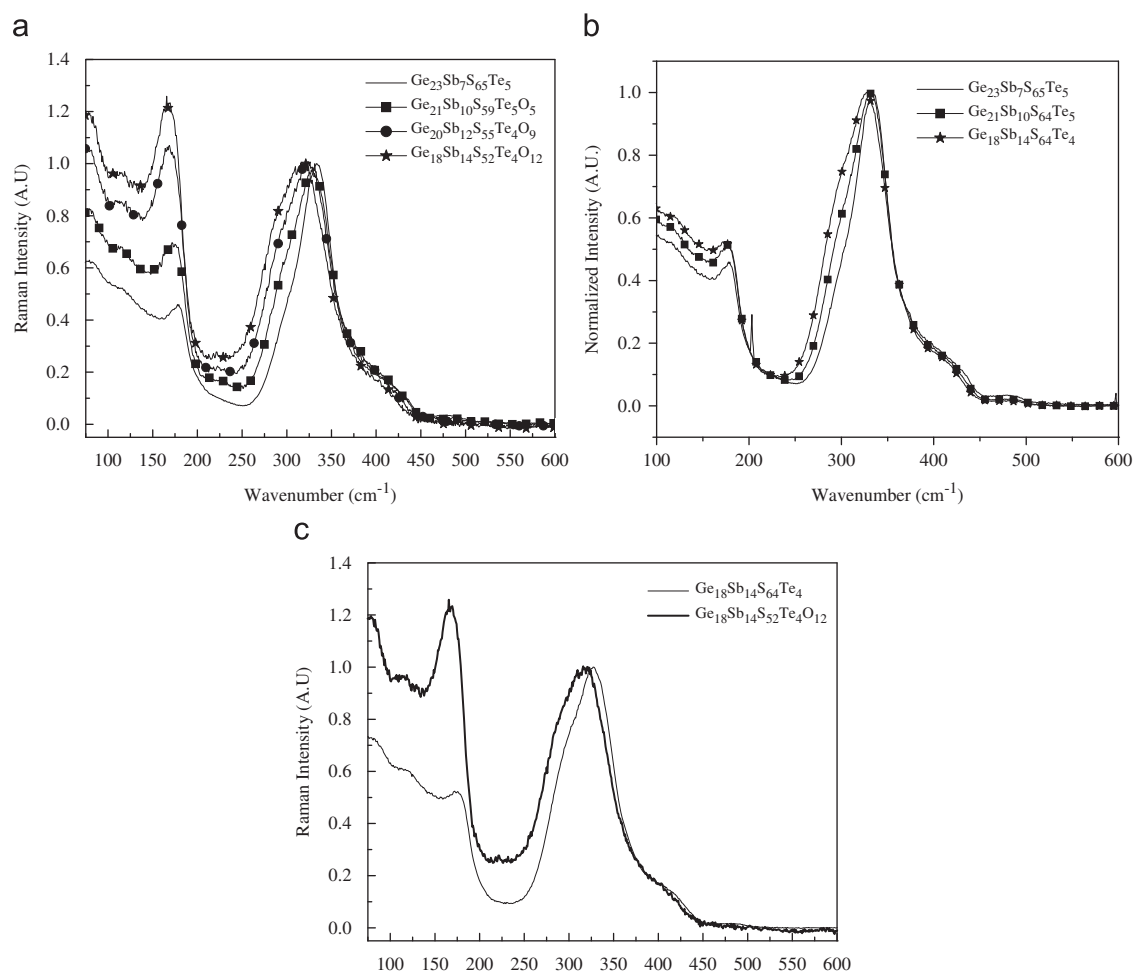 a
1.4
1.2
1.0
0.8
0.6
0.4
0.2
0.0
Raman Intensity (A.U)
Ge23Sb7S65Te5
Ge21Sb10S59Te5O5
Ge20Sb12S55Te4O9
Ge18Sb14S52Te4O12
100 150 200 250 300 350 400 450 500 550 600
Wavenumber (cm-1)
b
1.0
0.8
0.6
0.4
0.2
0.0
Normalized Intensity (A.U.)
Ge23Sb7S65Te5
Ge21Sb10S64Te5
Ge18Sb14S64Te4
100 200 300 400 500 600
Wavenumber (cm-1)
c
1.4
1.2
1.0
0.8
0.6
0.4
0.2
0.0
Raman Intensity (A.U)
Ge18Sb14S64Te4
Ge18Sb14S52Te4O12
100 150 200 250 300 350 400 450 500 550 600